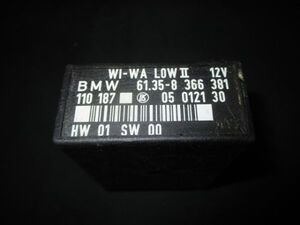 WI-WA LOW II 12V
BMW 61.35-8 366 381
110 187 05 0121 30
HW 01 SW 00